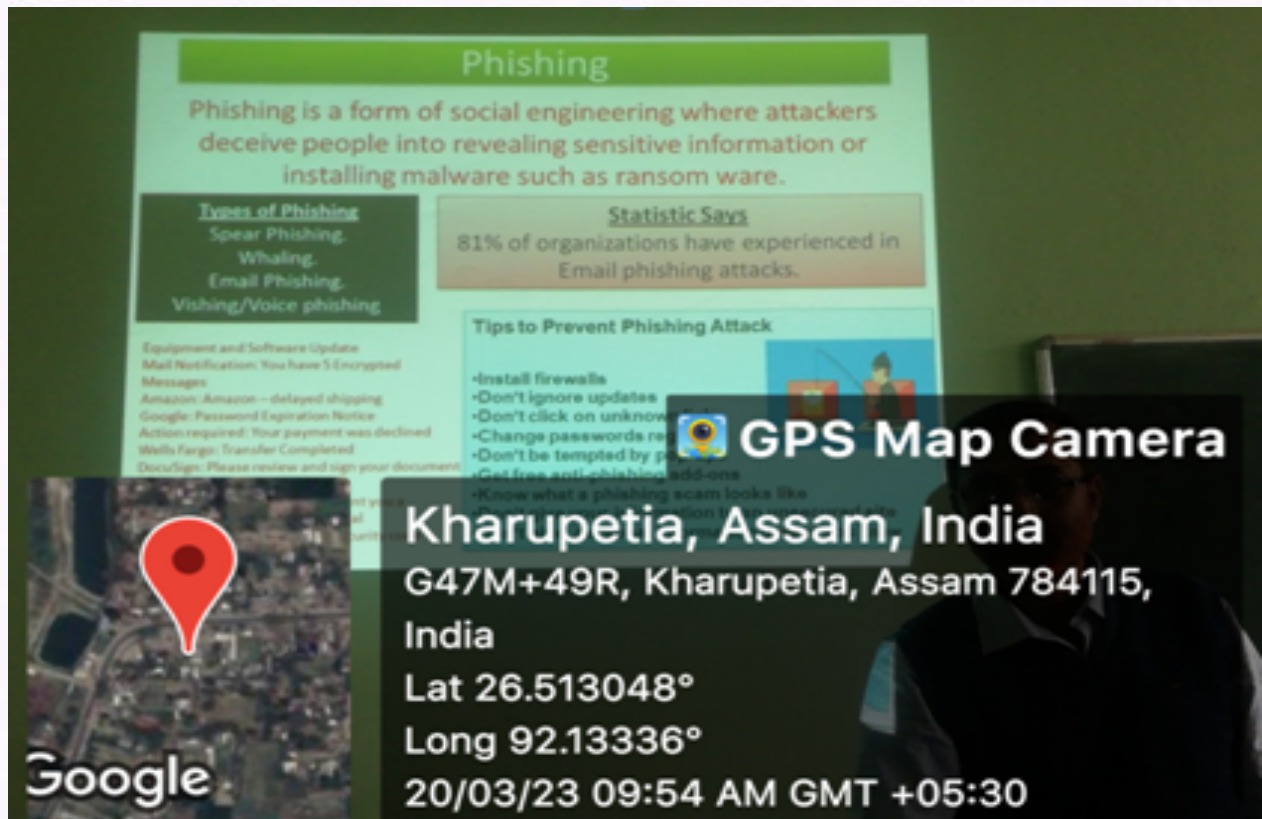 Phishing
Phishing is a form of social engineering where attackers
deceive people into revealing sensitive information or
installing malware such as ransom ware.
Types of Phishing
Spear Phishing.
Whaling.
Email Phishing.
Vishing/Voice phishing
Statistic Says
81% of organizations have experienced in
Email phishing attacks.
Equipment and Software Update
Mail Notification: You have 5 Encrypted
Messages
Amazon: Amazon – delayed shipping
Google: Password Expiration Notice
Action required: Your payment was declined
Wells Fargo: Transfer Completed
DocuSign: Please review and sign your document
Tips to Prevent Phishing Attack
•Install firewalls
•Don't ignore updates
•Don't click on unknown
•Change passwords
•Don't be tempted by
•Get free anti-phishing add-ons
•Know what a phishing scam looks like
GPS Map Camera
Kharupetia, Assam, India
G47M+49R, Kharupetia, Assam 784115,
India
Lat 26.513048°
Long 92.13336°
20/03/23 09:54 AM GMT +05:30
Google